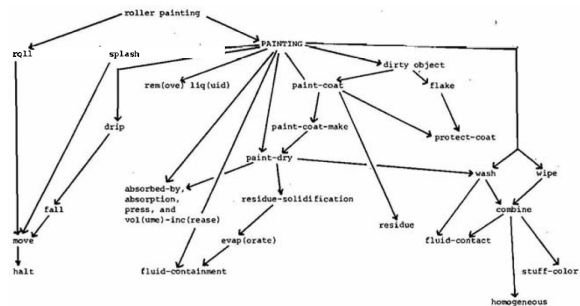 roller painting
roll
splash
PAINTING
dirty object
rem(ove) liq(uid)
paint-coat
flake
drip
paint-coat-make
protect-coat
paint-dry
wash
wipe
absorbed-by,
absorption,
press, and
vol(ume)-inc(rease)
residue-solidification
fall
combine
residue
move
evap(orate)
fluid-contact
halt
fluid-containment
stuff-color
homogeneous